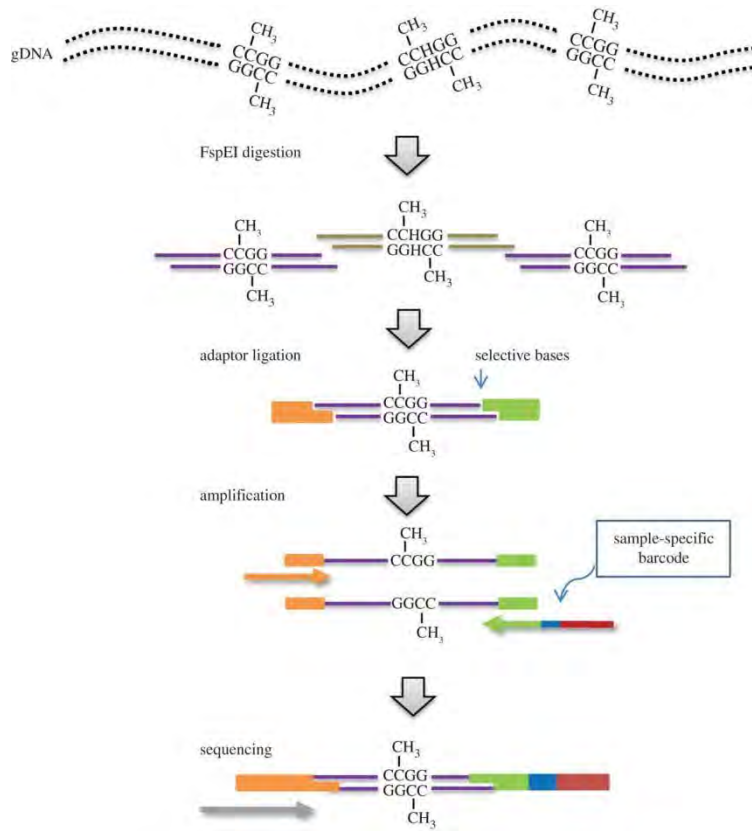 CH₃
CH₃
CH₃
gDNA
CCGG
GGCC
CCHGG
GGHCC
CCGG
GGCC
CH₃
CH₃
CH₃
FspEI digestion
CH₃
CH₃
CH₃
CCHGG
GGHCC
CCGG
GGCC
CCGG
GGCC
CH₃
CH₃
CH₃
adaptor ligation
selective bases
CH₃
CCGG
GGCC
CH₃
amplification
sample-specific
barcode
CH₃
CCGG
GGCC
CH₃
sequencing
CH₃
CCGG
GGCC
CH₃